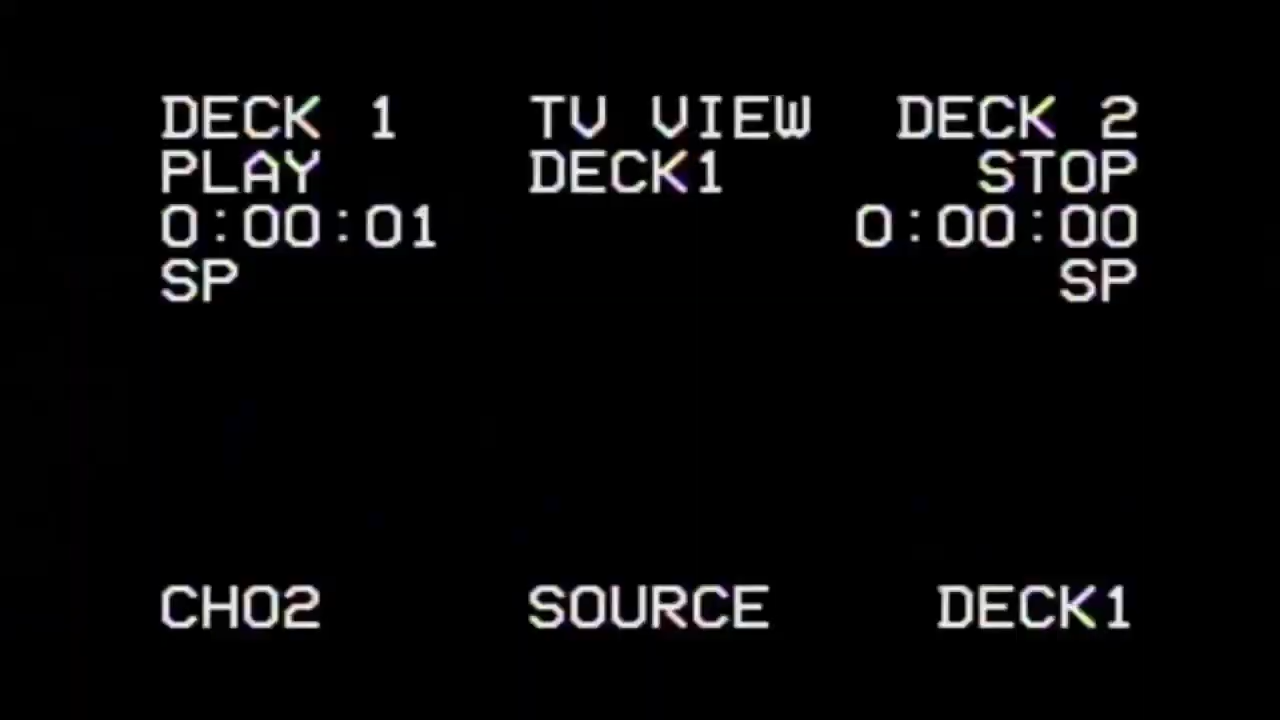 DECK 1 TV VIEW DECK 2
PLAY DECK1 STOP
0:00:01 0:00:00
SP SP
CH02 SOURCE DECK1